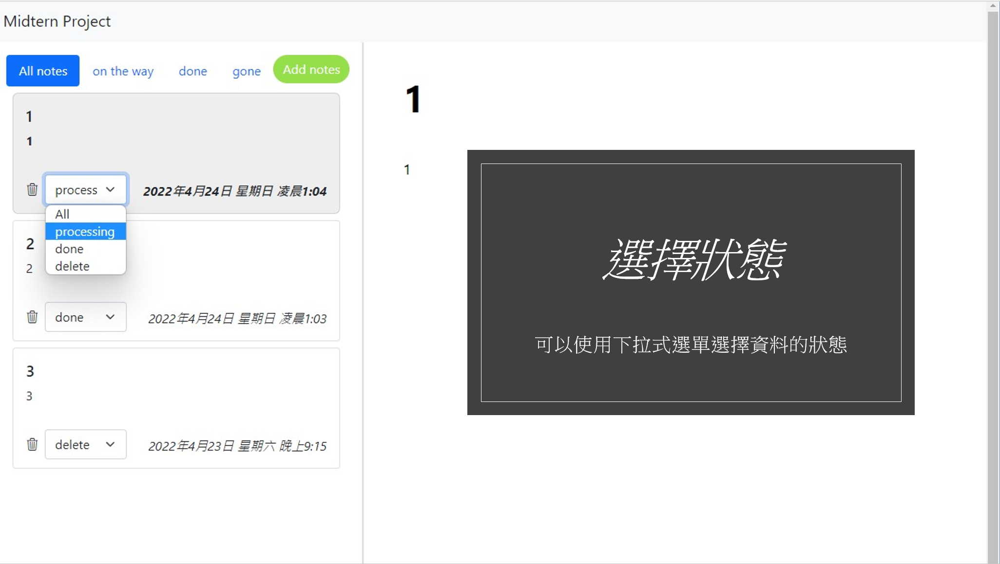 Midtern Project
All notes on the way done gone Add notes
1
1
process 2022年4月24日 星期日 凌晨1:04
All
processing
done
delete
2
2
done 2022年4月24日 星期日 凌晨1:03
3
3
delete 2022年4月23日 星期六 晚上9:15
1
1
選擇狀態
可以使用下拉式選單選擇資料的狀態